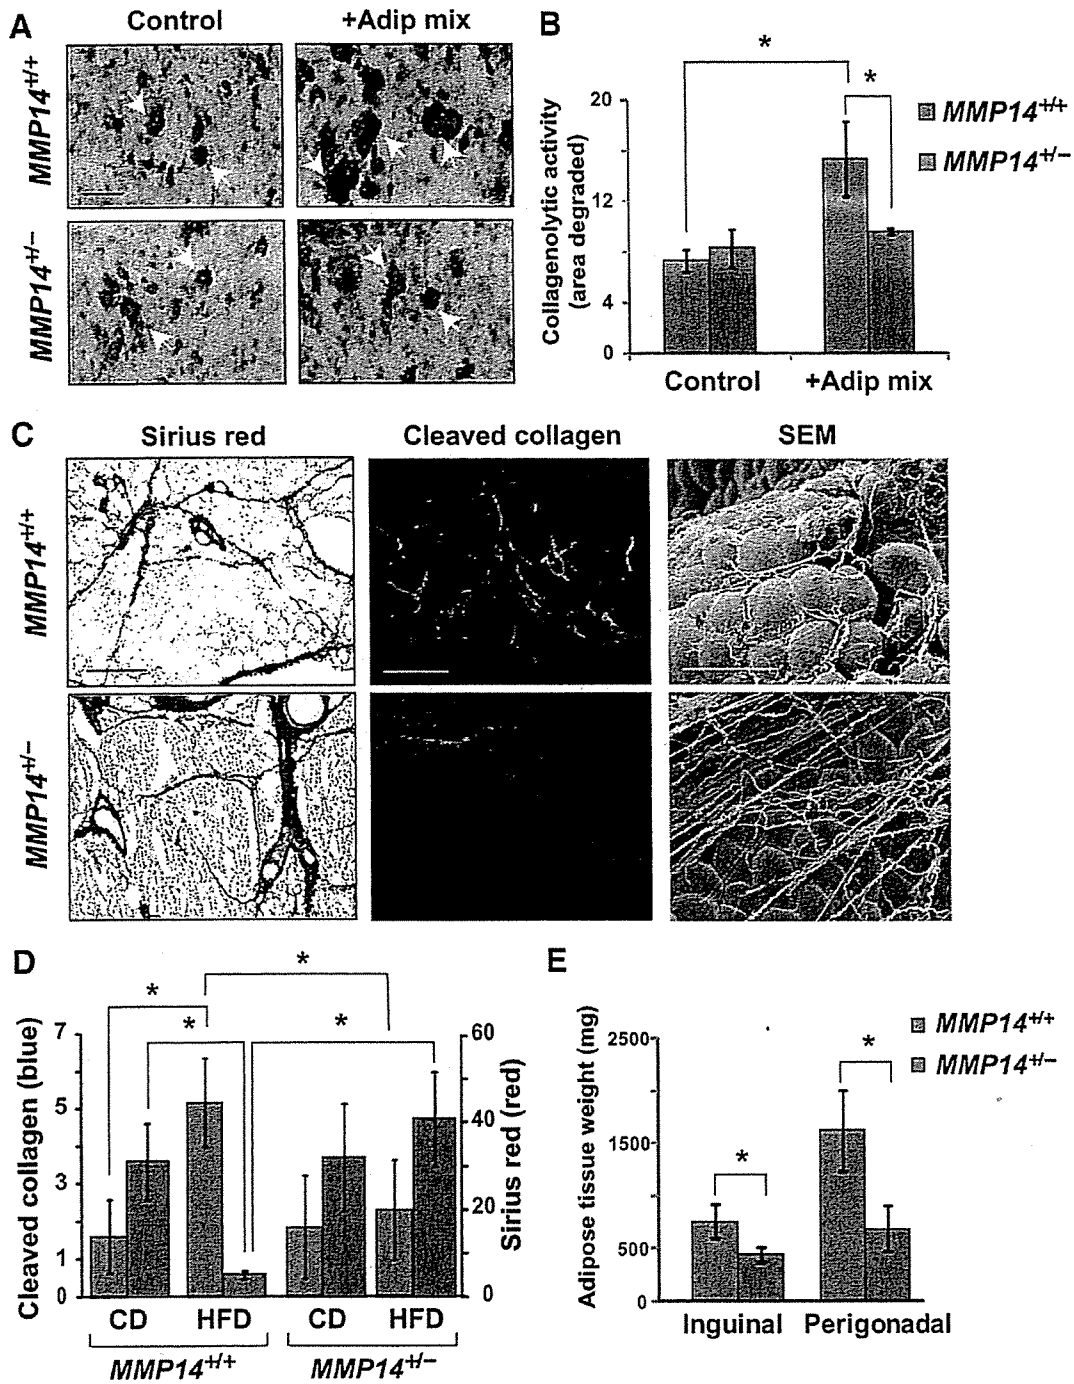 A
Control
+Adip mix
MMP14+/+
MMP14+/−
B
*
*
20
12
4
0
Collagenolytic activity
(area degraded)
MMP14+/+
MMP14+/−
Control
+Adip mix
C
Sirius red
Cleaved collagen
SEM
MMP14+/+
MMP14+/−
D
*
*
*
*
7
5
3
1
0
Cleaved collagen (blue)
60
40
20
0
Sirius red (red)
CD
HFD
CD
HFD
MMP14+/+
MMP14+/−
E
MMP14+/+
MMP14+/−
*
*
2500
1500
500
0
Adipose tissue weight (mg)
Inguinal
Perigonadal